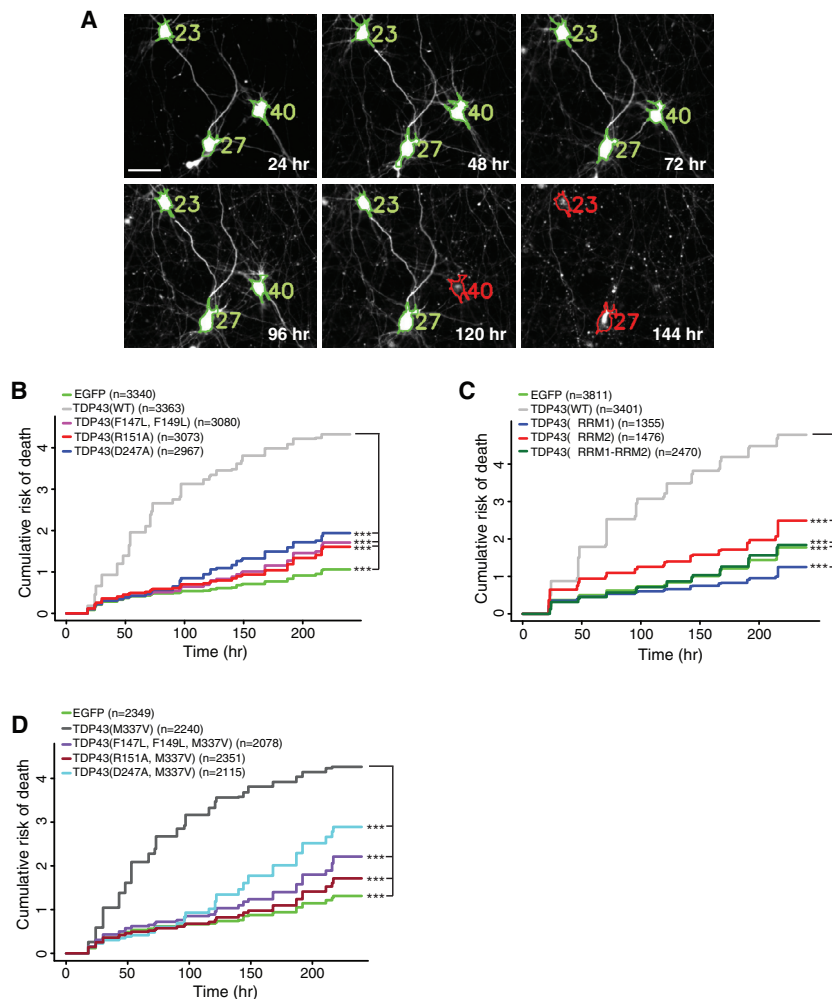 A
23
40
27
24 hr
23
40
27
48 hr
23
40
27
72 hr
23
40
27
96 hr
23
40
27
120 hr
23
27
144 hr
B
EGFP (n=3340)
TDP43(WT) (n=3363)
TDP43(F147L, F149L) (n=3080)
TDP43(R151A) (n=3073)
TDP43(D247A) (n=2967)
Cumulative risk of death
4
3
2
1
0
***
***
***
***
0 50 100 150 200
Time (hr)
C
EGFP (n=3811)
TDP43(WT) (n=3401)
TDP43( RRM1) (n=1355)
TDP43( RRM2) (n=1476)
TDP43( RRM1-RRM2) (n=2470)
Cumulative risk of death
4
3
2
1
0
***
***
***
***
0 50 100 150 200
Time (hr)
D
EGFP (n=2349)
TDP43(M337V) (n=2240)
TDP43(F147L, F149L, M337V) (n=2078)
TDP43(R151A, M337V) (n=2351)
TDP43(D247A, M337V) (n=2115)
Cumulative risk of death
4
3
2
1
0
***
***
***
***
0 50 100 150 200
Time (hr)